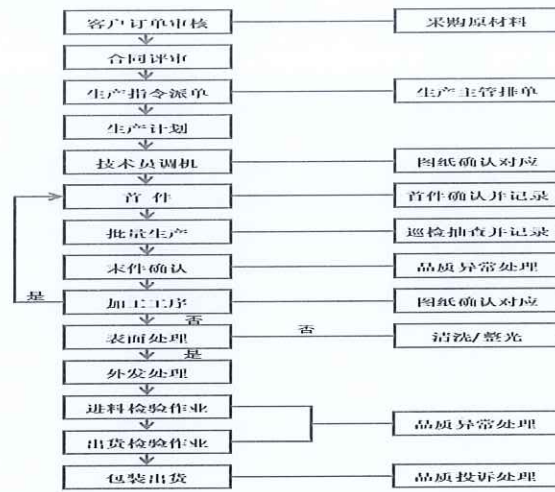 客户订单审核 采购原材料
合同评审
生产指令派单 生产主管排单
生产计划
技术员调机 图纸确认对应
首 件 首件确认并记录
批量生产 巡检抽查并记录
末件确认 品质异常处理
是 加工工序 图纸确认对应
否
表面处理 否 清洗/整光
是
外发处理
进料检验作业
品质异常处理
出货检验作业
包装出货 品质投诉处理